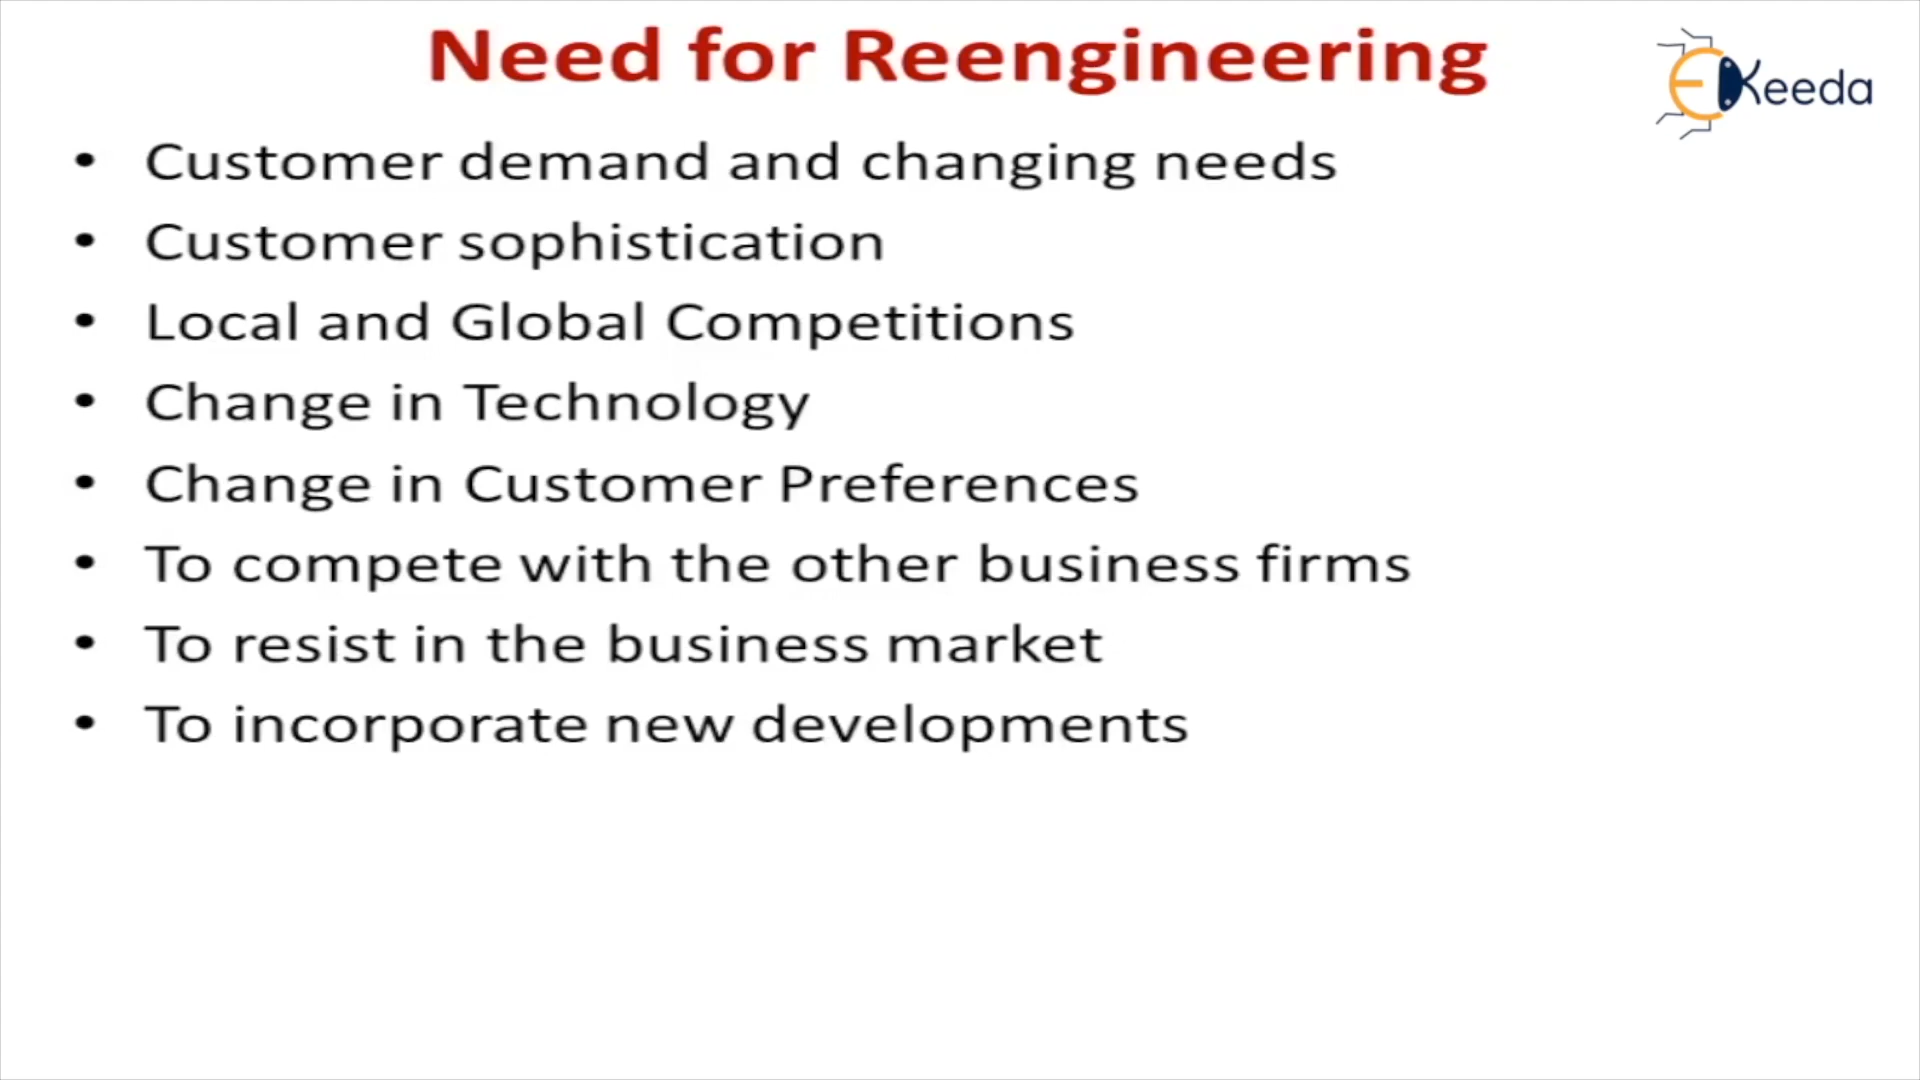 Need for Reengineering
EKeeda
• Customer demand and changing needs
• Customer sophistication
• Local and Global Competitions
• Change in Technology
• Change in Customer Preferences
• To compete with the other business firms
• To resist in the business market
• To incorporate new developments